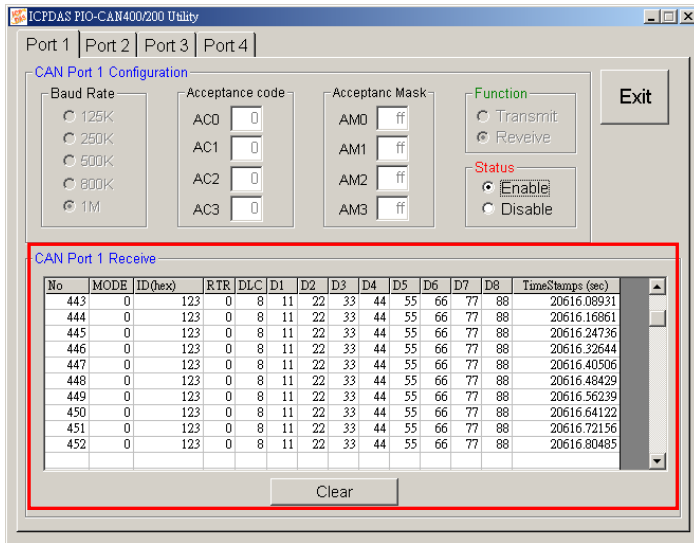 ICPDAS PIO-CAN400/200 Utility
Port 1 Port 2 Port 3 Port 4
CAN Port 1 Configuration
Baud Rate
125K
250K
500K
800K
1M
Acceptance code
AC0 0
AC1 0
AC2 0
AC3 0
Acceptanc Mask
AM0 ff
AM1 ff
AM2 ff
AM3 ff
Function
Transmit
Reveive
Status
Enable
Disable
Exit
CAN Port 1 Receive
No MODE ID(hex) RTR DLC D1 D2 D3 D4 D5 D6 D7 D8 TimeStamps (sec)
443 0 123 0 8 11 22 33 44 55 66 77 88 20616.08931
444 0 123 0 8 11 22 33 44 55 66 77 88 20616.16861
445 0 123 0 8 11 22 33 44 55 66 77 88 20616.24736
446 0 123 0 8 11 22 33 44 55 66 77 88 20616.32644
447 0 123 0 8 11 22 33 44 55 66 77 88 20616.40506
448 0 123 0 8 11 22 33 44 55 66 77 88 20616.48429
449 0 123 0 8 11 22 33 44 55 66 77 88 20616.56239
450 0 123 0 8 11 22 33 44 55 66 77 88 20616.64122
451 0 123 0 8 11 22 33 44 55 66 77 88 20616.72156
452 0 123 0 8 11 22 33 44 55 66 77 88 20616.80485
Clear